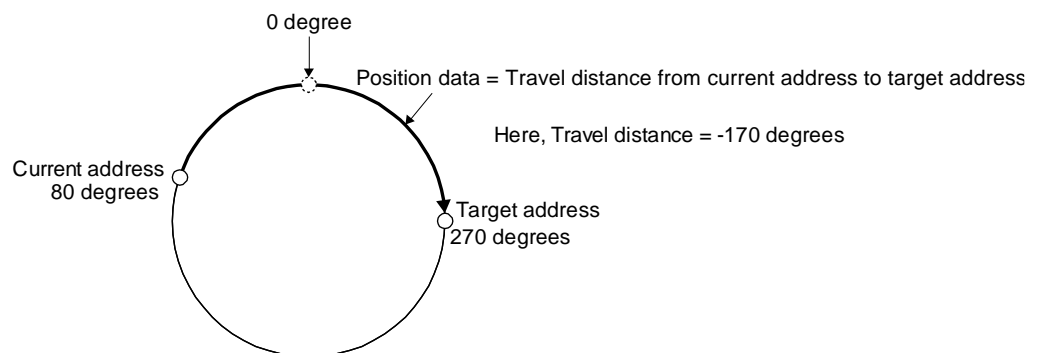 0 degree
Position data = Travel distance from current address to target address
Here, Travel distance = -170 degrees
Current address
80 degrees
Target address
270 degrees